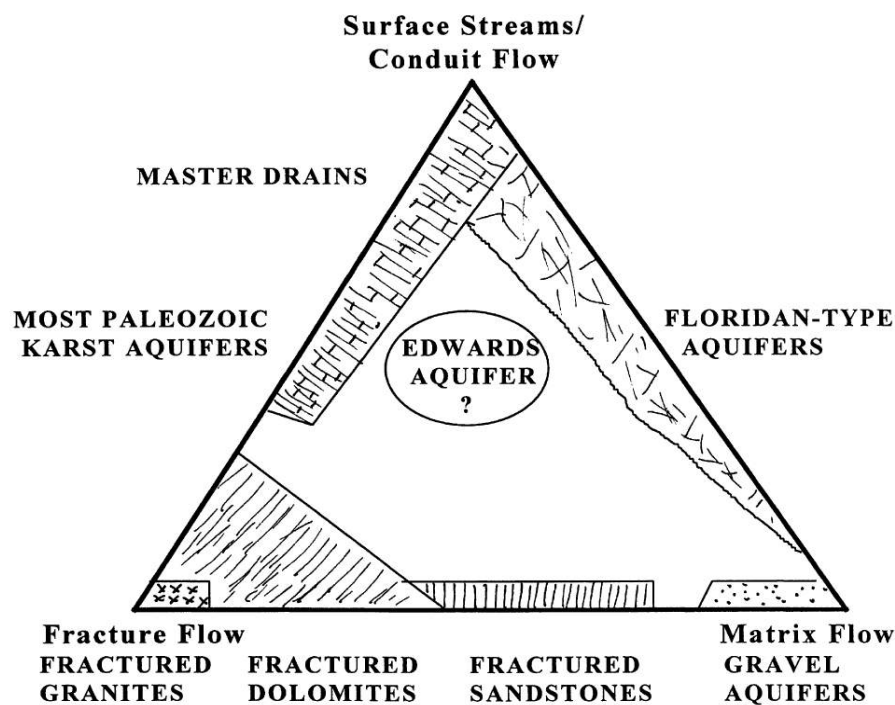 Surface Streams/
Conduit Flow
MASTER DRAINS
MOST PALEOZOIC
KARST AQUIFERS
EDWARDS
AQUIFER
?
FLORIDAN-TYPE
AQUIFERS
Fracture Flow
Matrix Flow
FRACTURED
GRANITES
FRACTURED
DOLOMITES
FRACTURED
SANDSTONES
GRAVEL
AQUIFERS